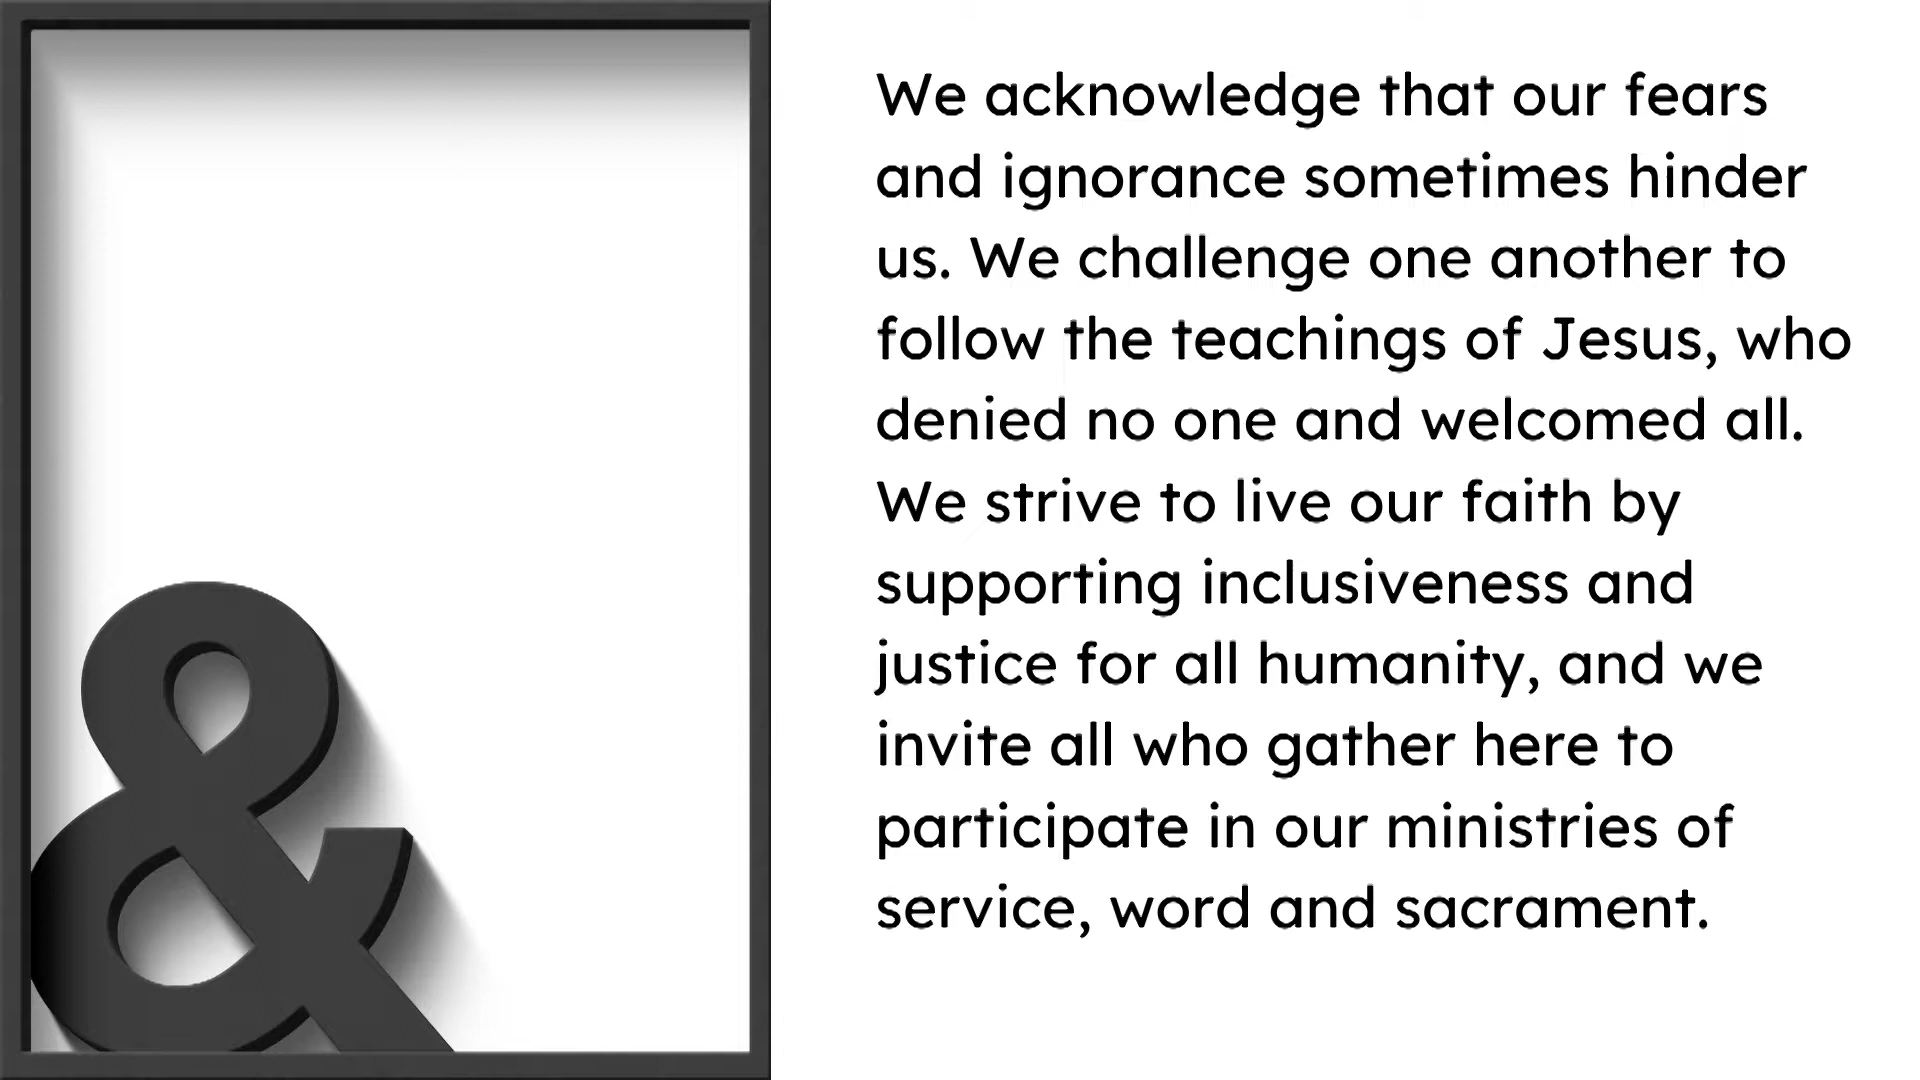 We acknowledge that our fears
and ignorance sometimes hinder
us. We challenge one another to
follow the teachings of Jesus, who
denied no one and welcomed all.
We strive to live our faith by
supporting inclusiveness and
justice for all humanity, and we
invite all who gather here to
participate in our ministries of
service, word and sacrament.
&